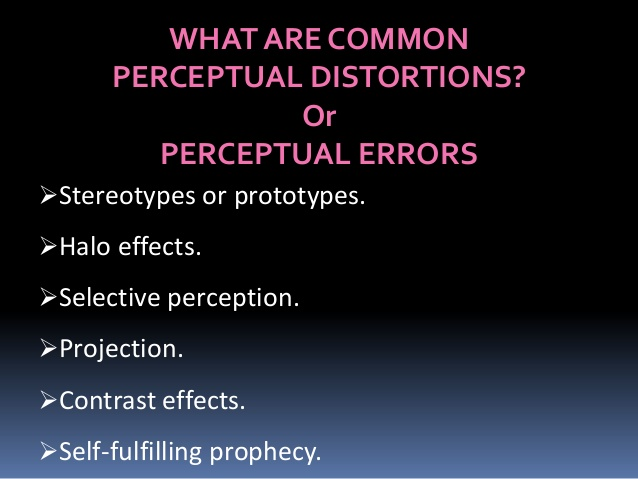 WHAT ARE COMMON
PERCEPTUAL DISTORTIONS?
Or
PERCEPTUAL ERRORS
➢Stereotypes or prototypes.
➢Halo effects.
➢Selective perception.
➢Projection.
➢Contrast effects.
➢Self-fulfilling prophecy.